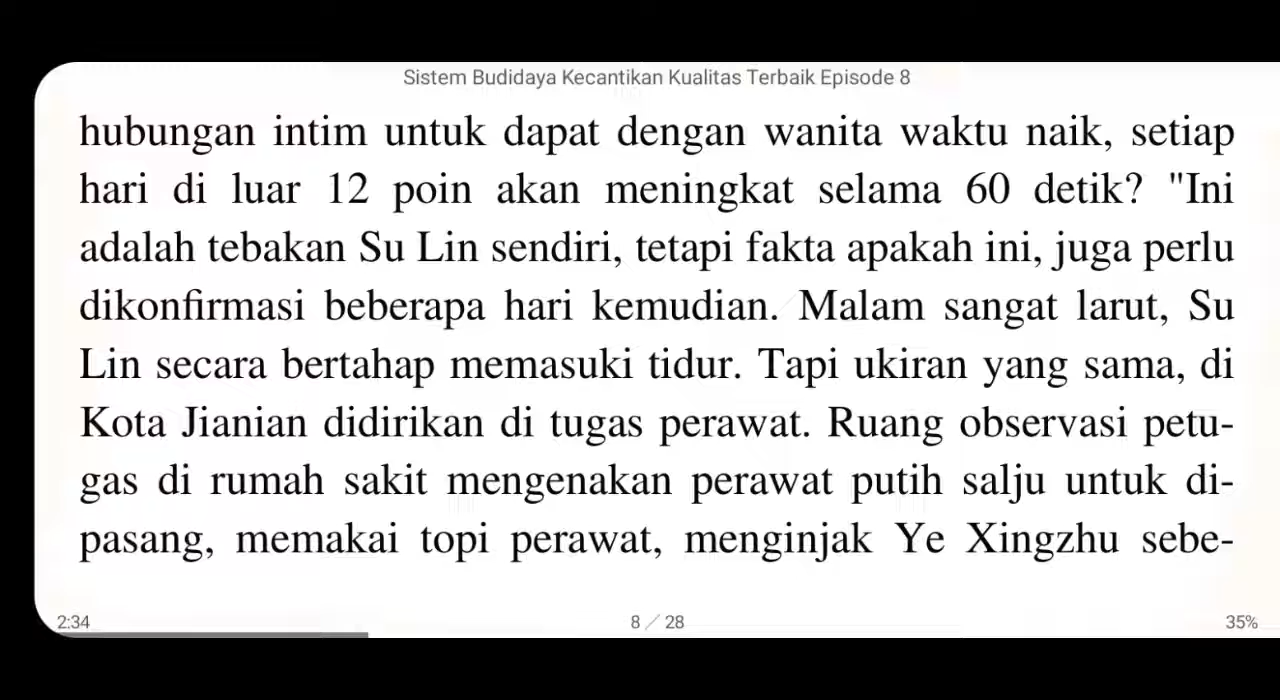 Sistem Budidaya Kecantikan Kualitas Terbaik Episode 8
hubungan intim untuk dapat dengan wanita waktu naik, setiap
hari di luar 12 poin akan meningkat selama 60 detik? "Ini
adalah tebakan Su Lin sendiri, tetapi fakta apakah ini, juga perlu
dikonfirmasi beberapa hari kemudian. Malam sangat larut, Su
Lin secara bertahap memasuki tidur. Tapi ukiran yang sama, di
Kota Jianian didirikan di tugas perawat. Ruang observasi petu-
gas di rumah sakit mengenakan perawat putih salju untuk di-
pasang, memakai topi perawat, menginjak Ye Xingzhu sebe-
2:34
8 / 28
35%